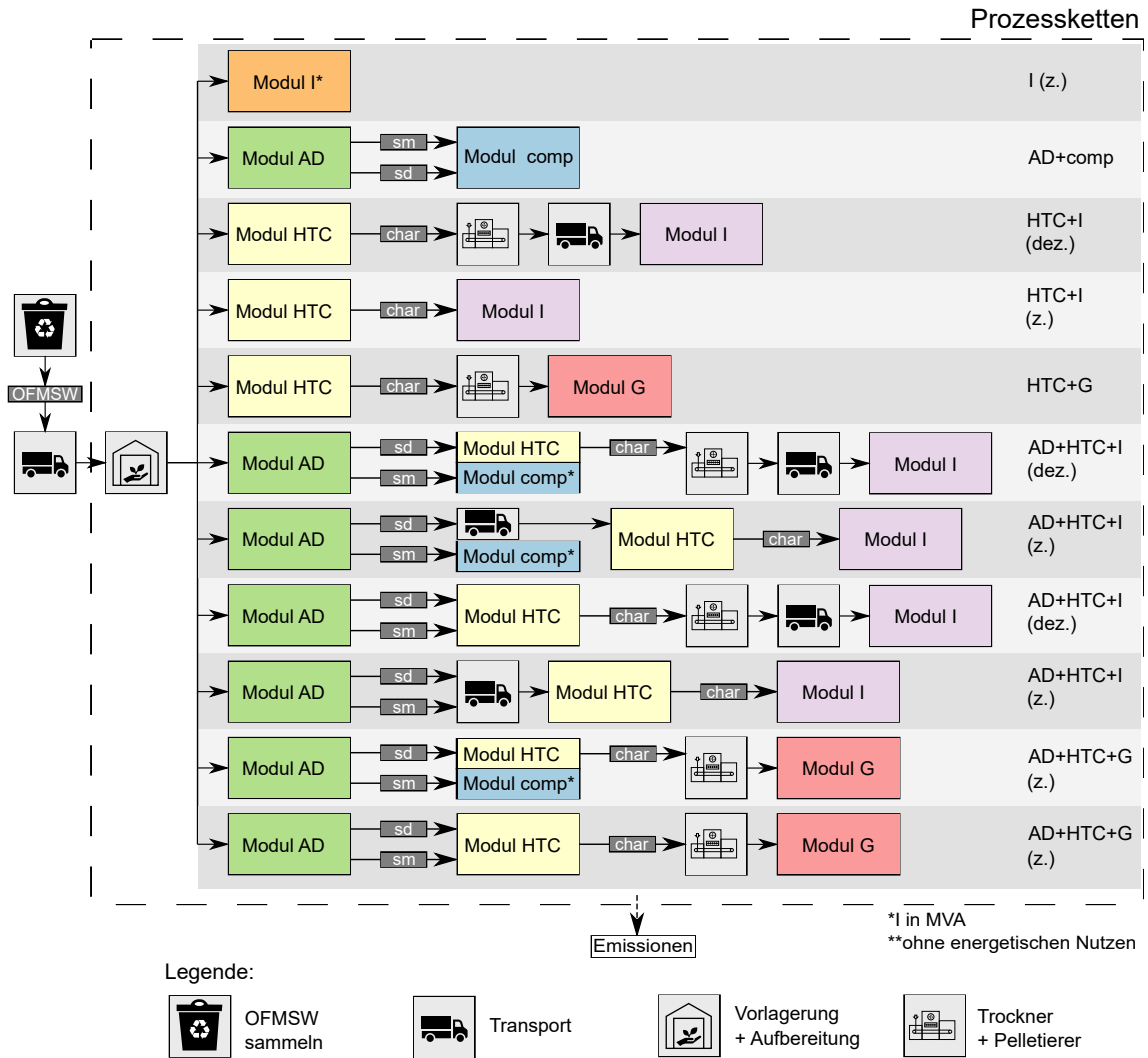 Prozessketten
Modul I*
I (z.)
Modul AD
sm
sd
Modul comp
AD+comp
Modul HTC
char
Modul I
HTC+I
(dez.)
Modul HTC
char
Modul I
HTC+I
(z.)
Modul HTC
char
Modul G
HTC+G
OFMSW
Modul AD
sd
sm
Modul HTC
Modul comp*
char
Modul I
AD+HTC+I
(dez.)
Modul AD
sd
sm
Modul comp*
Modul HTC
char
Modul I
AD+HTC+I
(z.)
Modul AD
sd
sm
Modul HTC
char
Modul I
AD+HTC+I
(dez.)
Modul AD
sd
sm
Modul HTC
char
Modul I
AD+HTC+I
(z.)
Modul AD
sd
sm
Modul HTC
Modul comp*
char
Modul G
AD+HTC+G
(z.)
Modul AD
sd
sm
Modul HTC
char
Modul G
AD+HTC+G
(z.)
*I in MVA
**ohne energetischen Nutzen
Emissionen
Legende:
OFMSW
sammeln
Transport
Vorlagerung
+ Aufbereitung
Trockner
+ Pelletierer